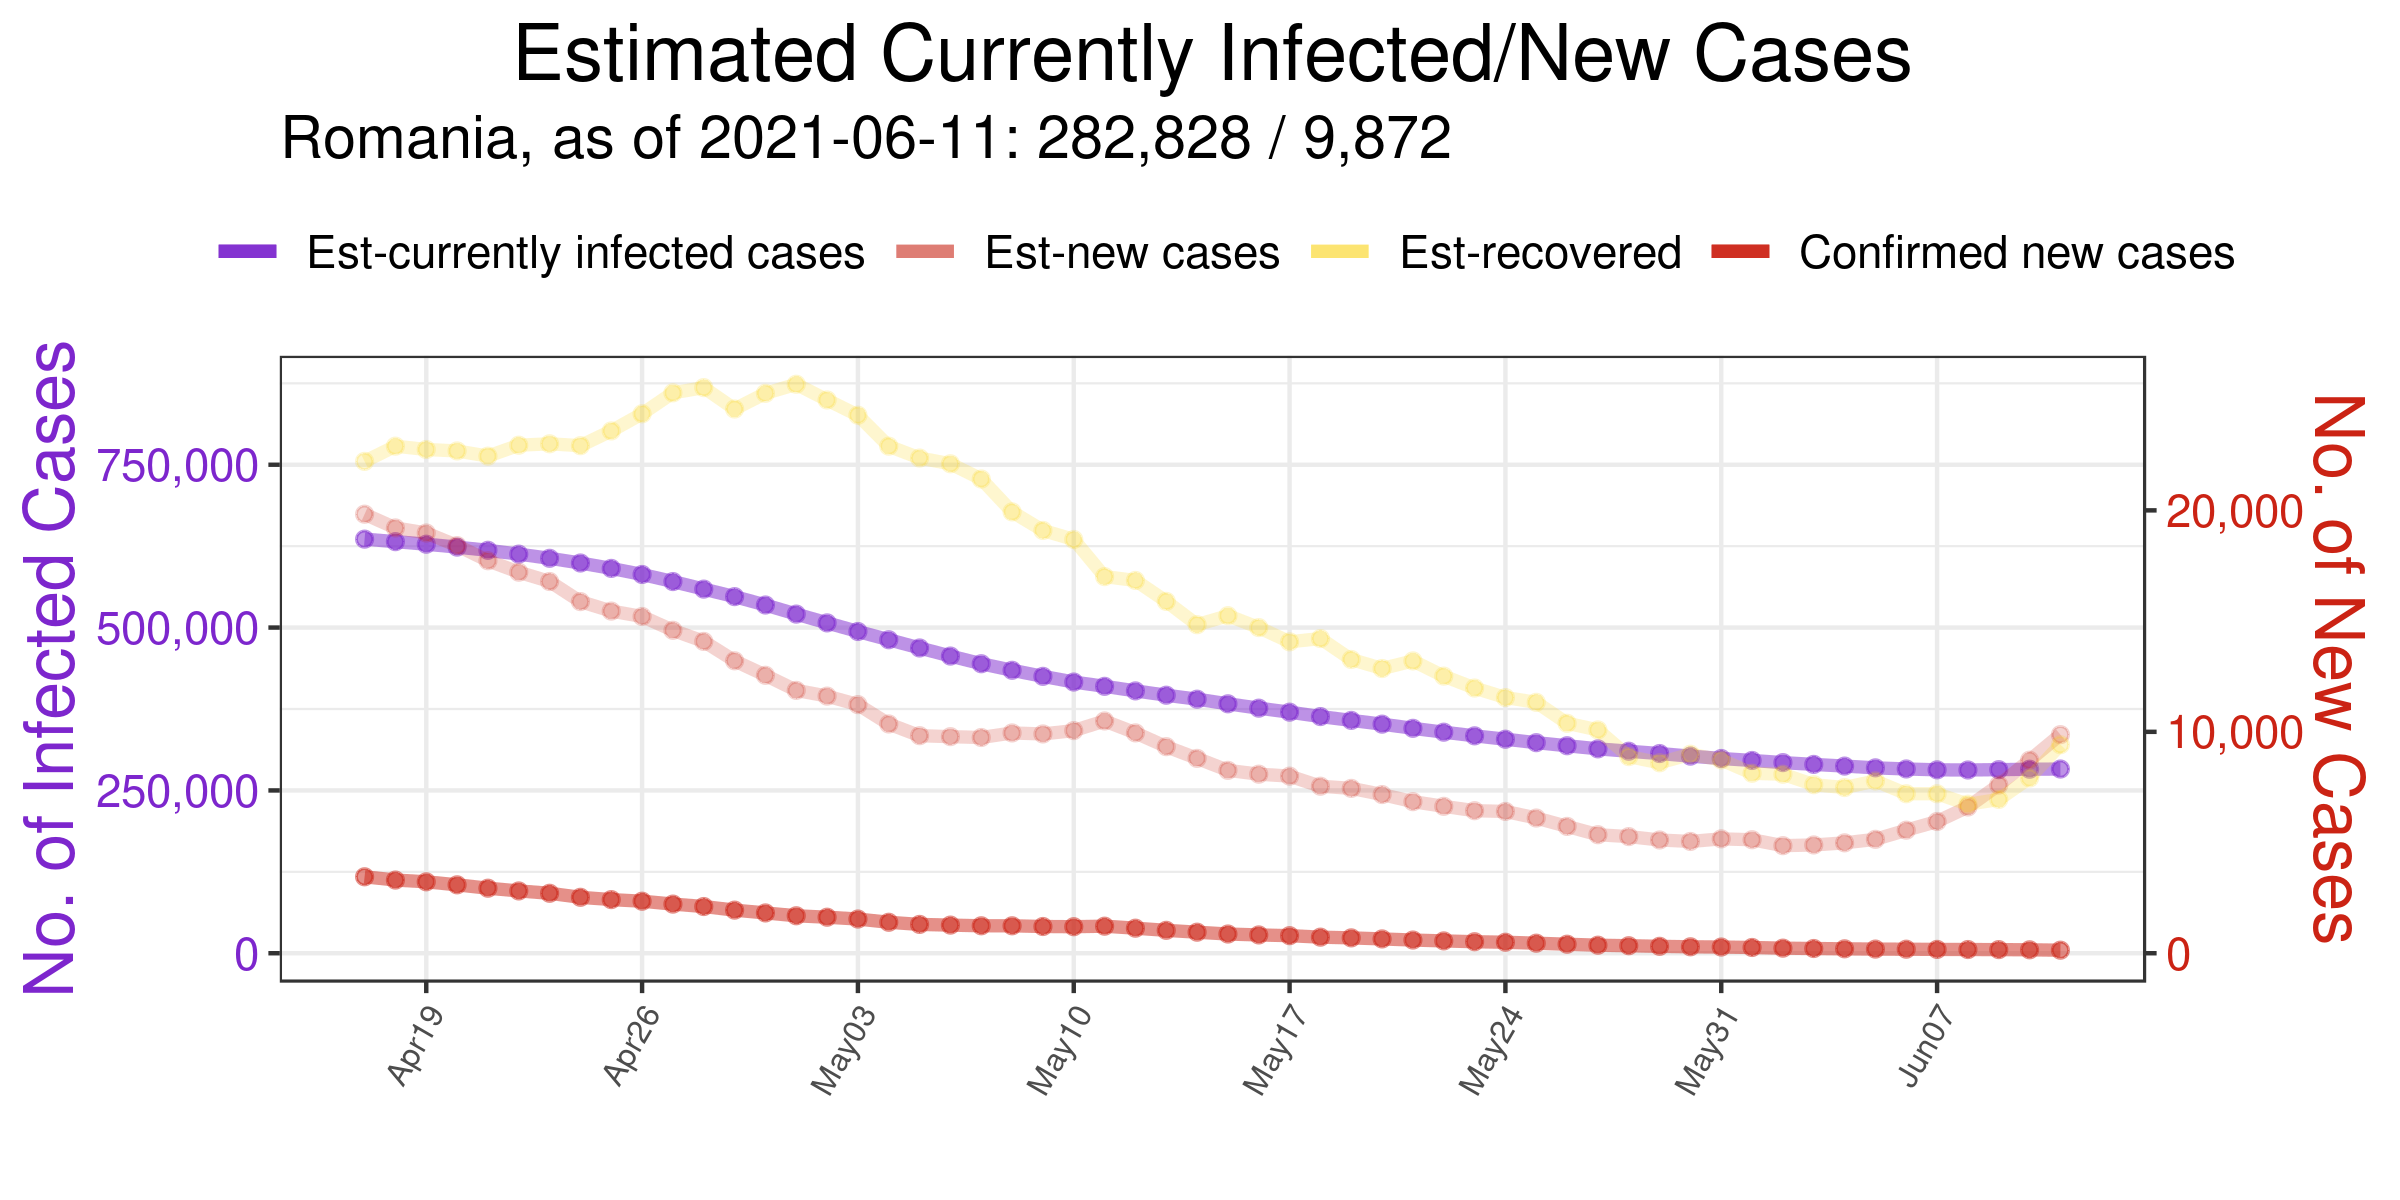 Estimated Currently Infected/New Cases
Romania, as of 2021-06-11: 282,828 / 9,872
Est-currently infected cases Est-new cases Est-recovered Confirmed new cases
No. of Infected Cases
750,000
500,000
250,000
0
20,000
10,000
0
No. of New Cases
Apr19 Apr26 May03 May10 May17 May24 May31 Jun07